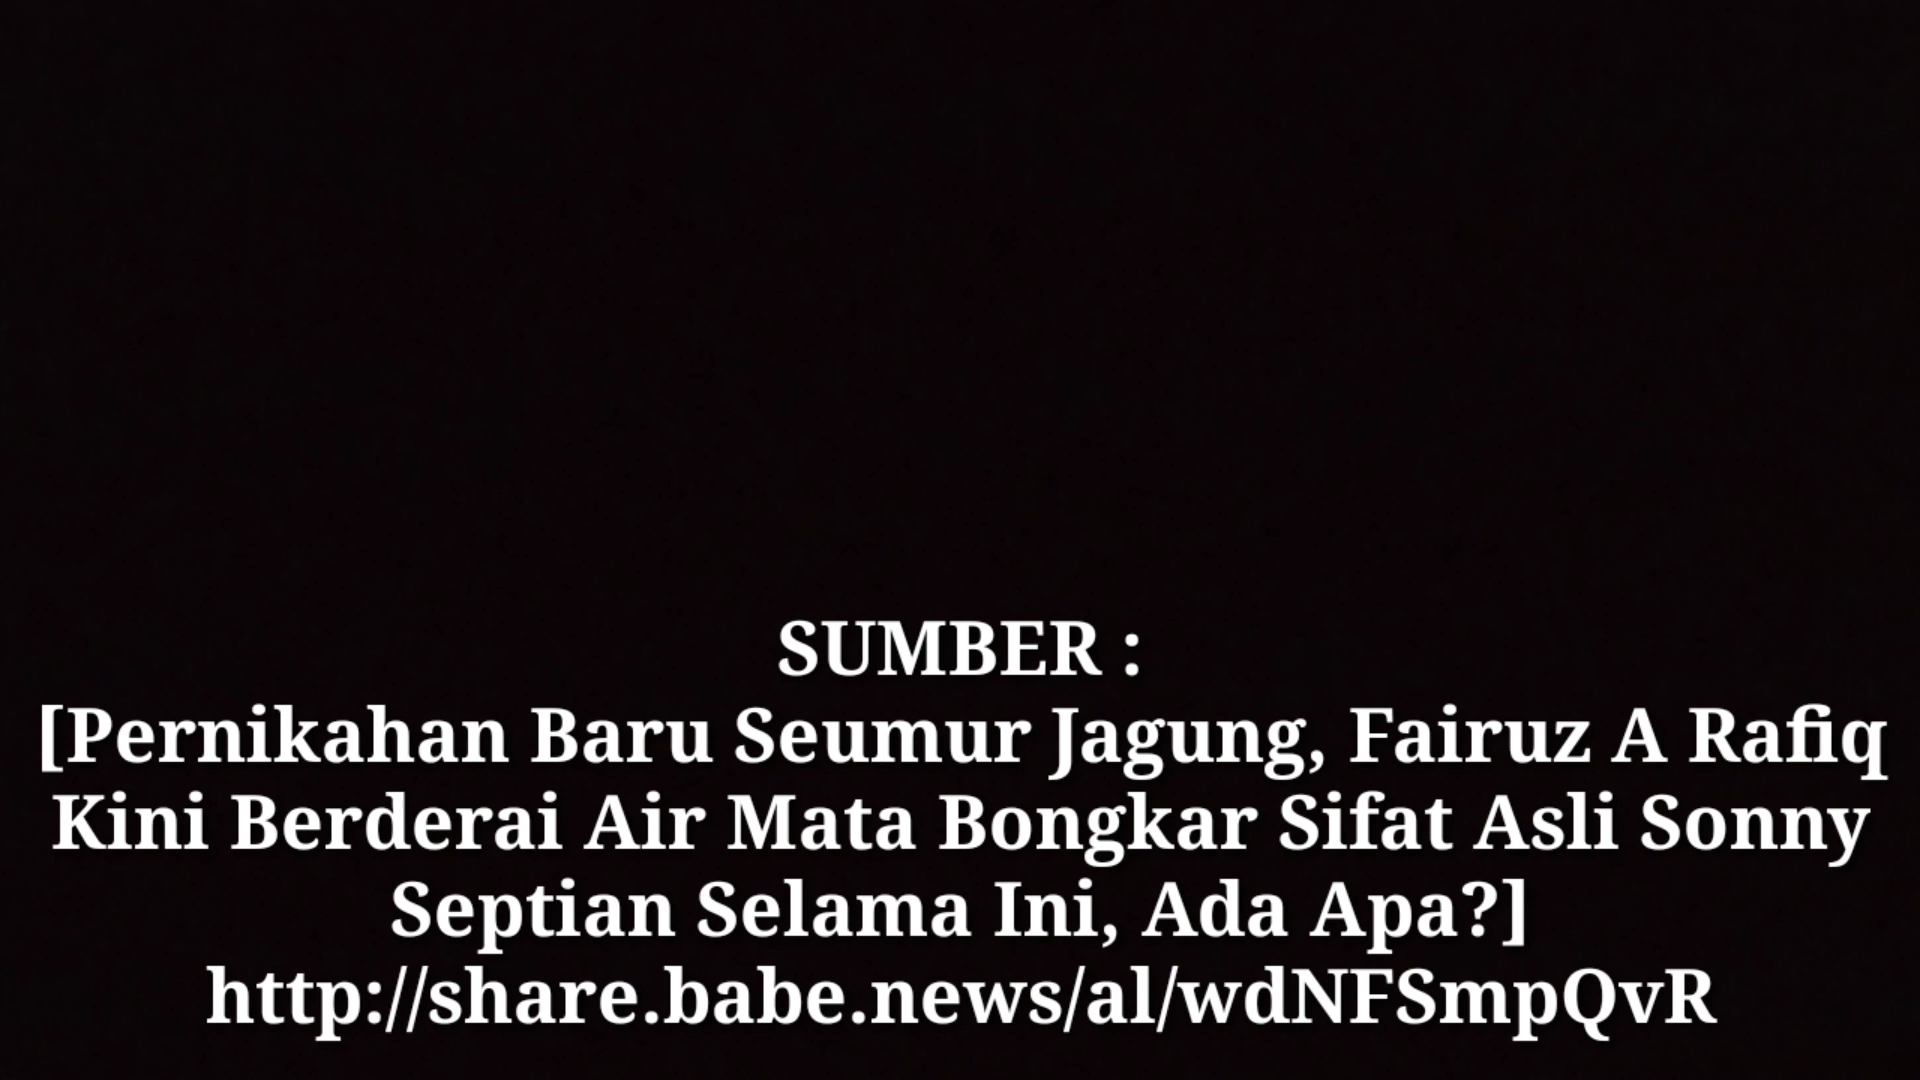 SUMBER :
[Pernikahan Baru Seumur Jagung, Fairuz A Rafiq
Kini Berderai Air Mata Bongkar Sifat Asli Sonny
Septian Selama Ini, Ada Apa?]
http://share.babe.news/al/wdNFSmpQvR